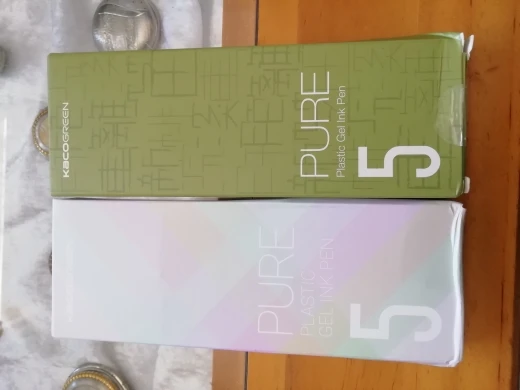 KACOGREEN
PURE
Plastic Gel Ink Pen
5
PURE
PLASTIC
GEL INK PEN
5